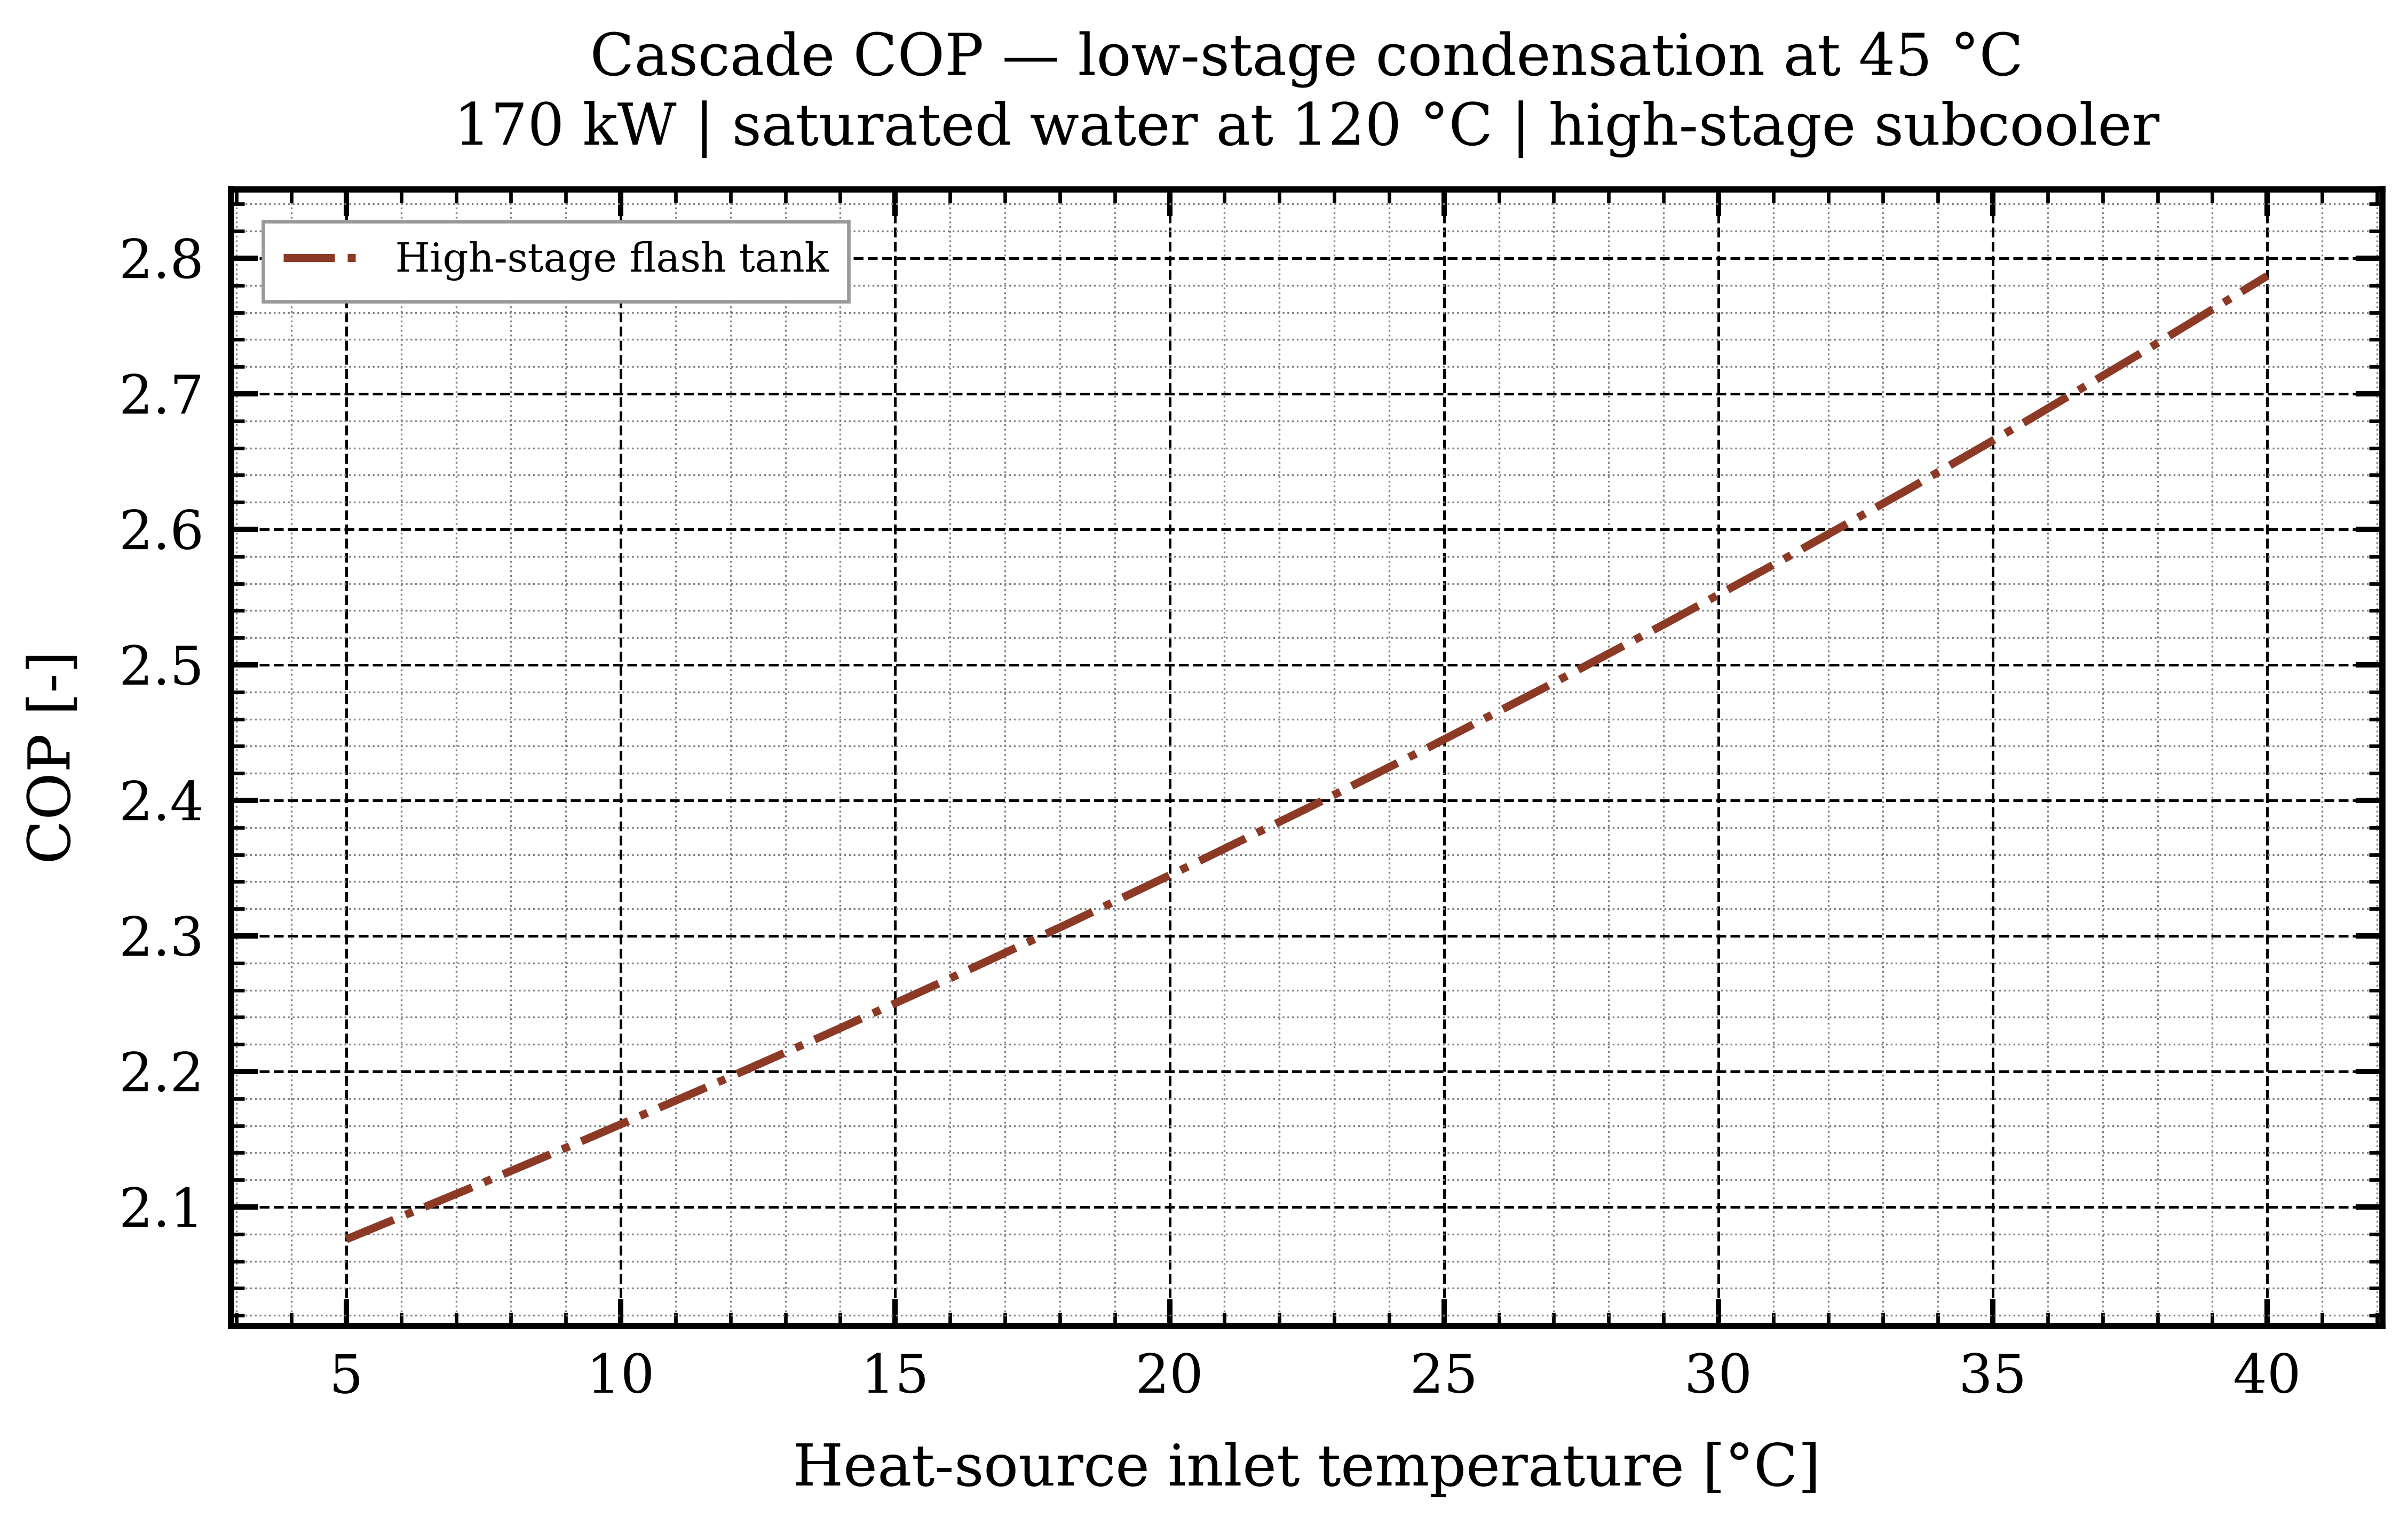 Cascade COP — low-stage condensation at 45 °C
170 kW | saturated water at 120 °C | high-stage subcooler
High-stage flash tank
COP [-]
2.8
2.7
2.6
2.5
2.4
2.3
2.2
2.1
5 10 15 20 25 30 35 40
Heat-source inlet temperature [°C]